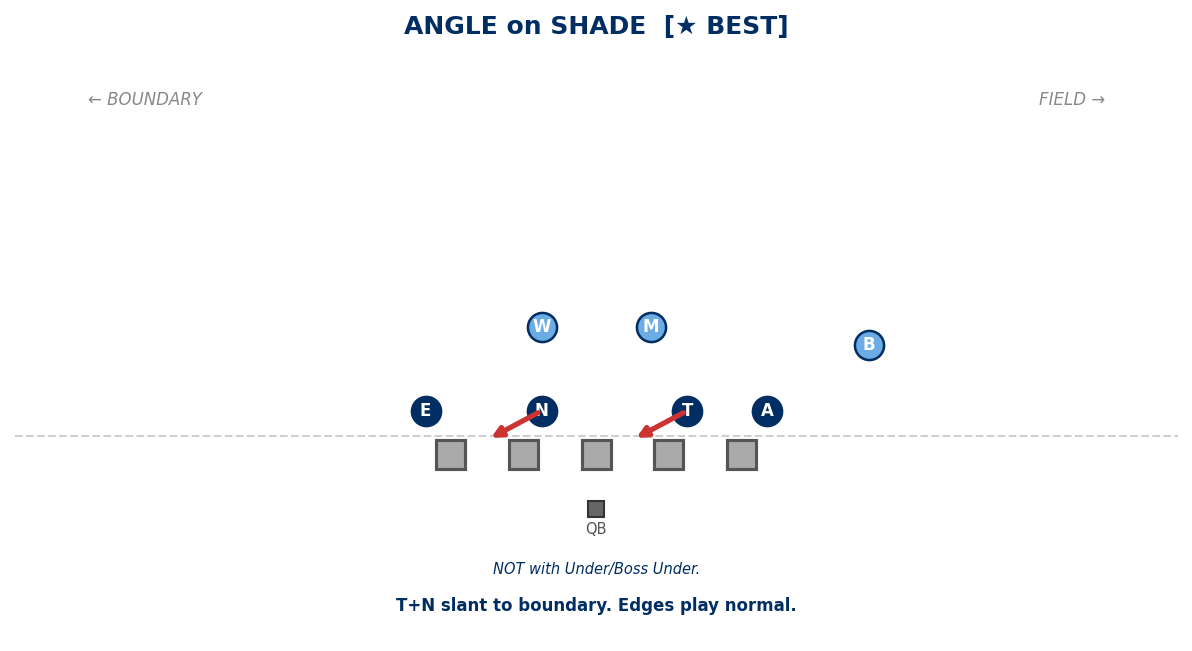 ANGLE on SHADE [★ BEST]
← BOUNDARY
FIELD →
W
M
B
E
N
T
A
QB
NOT with Under/Boss Under.
T+N slant to boundary. Edges play normal.